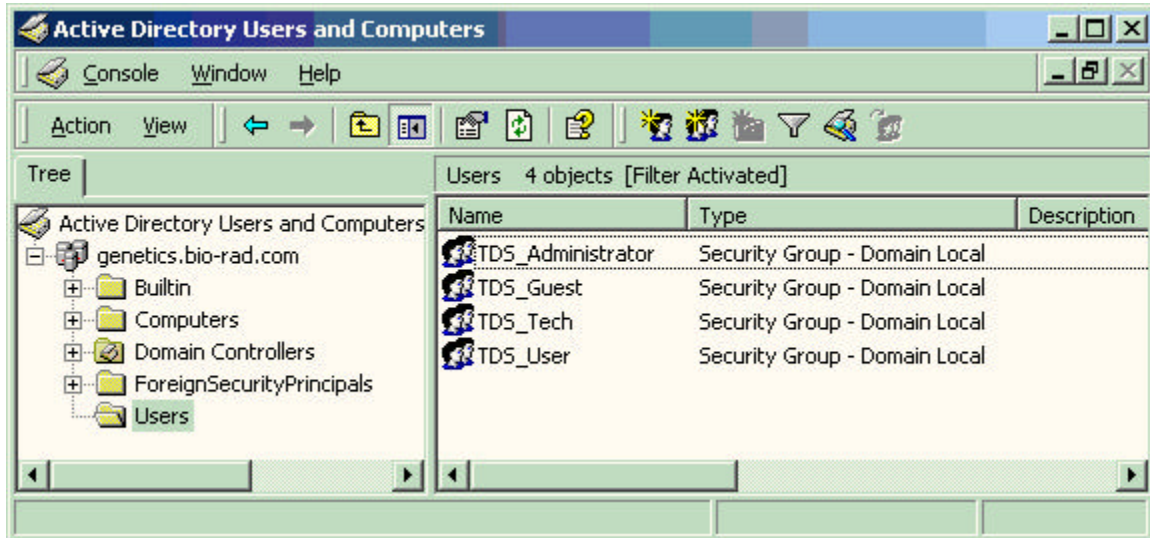 Active Directory Users and Computers
Console Window Help
Action View
Tree
Users 4 objects [Filter Activated]
Active Directory Users and Computers
genetics.bio-rad.com
Builtin
Computers
Domain Controllers
ForeignSecurityPrincipals
Users
Name Type Description
TDS_Administrator Security Group - Domain Local
TDS_Guest Security Group - Domain Local
TDS_Tech Security Group - Domain Local
TDS_User Security Group - Domain Local